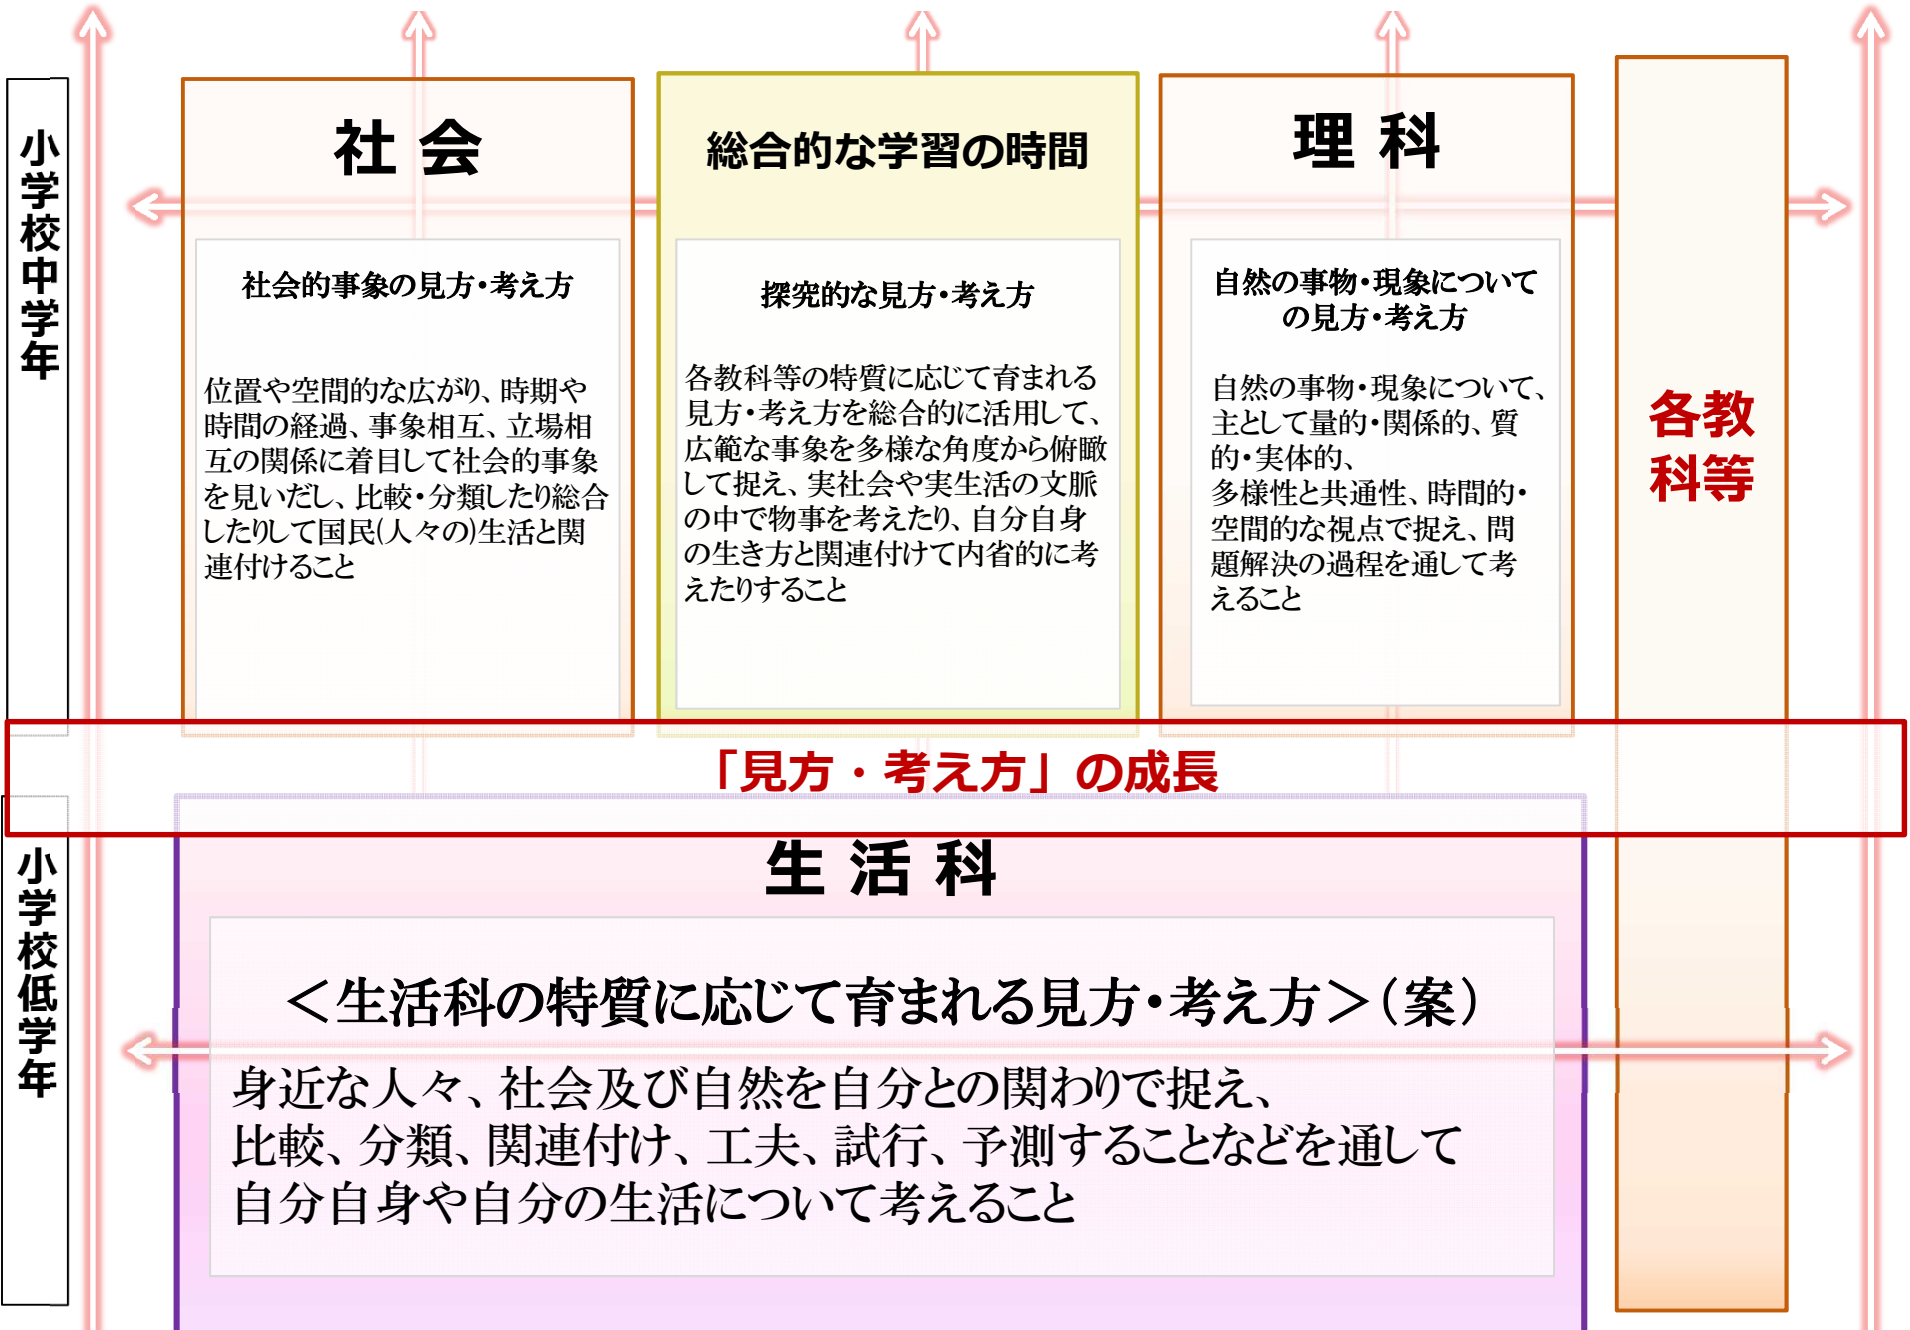 小学校中学年
社会
社会的事象の見方・考え方
位置や空間的な広がり、時期や
時間の経過、事象相互、立場相
互の関係に着目して社会的事象
を見いだし、比較・分類したり総合
したりして国民(人々の)生活と関
連付けること
総合的な学習の時間
探究的な見方・考え方
各教科等の特質に応じて育まれる
見方・考え方を総合的に活用して、
広範な事象を多様な角度から俯瞰
して捉え、実社会や実生活の文脈
の中で物事を考えたり、自分自身
の生き方と関連付けて内省的に考
えたりすること
理科
自然の事物・現象について
の見方・考え方
自然の事物・現象について、
主として量的・関係的、質
的・実体的、
多様性と共通性、時間的・
空間的な視点で捉え、問
題解決の過程を通して考
えること
各教
科等
「見方・考え方」の成長
小学校低学年
生活科
＜生活科の特質に応じて育まれる見方・考え方＞（案）
身近な人々、社会及び自然を自分との関わりで捉え、
比較、分類、関連付け、工夫、試行、予測することなどを通して
自分自身や自分の生活について考えること